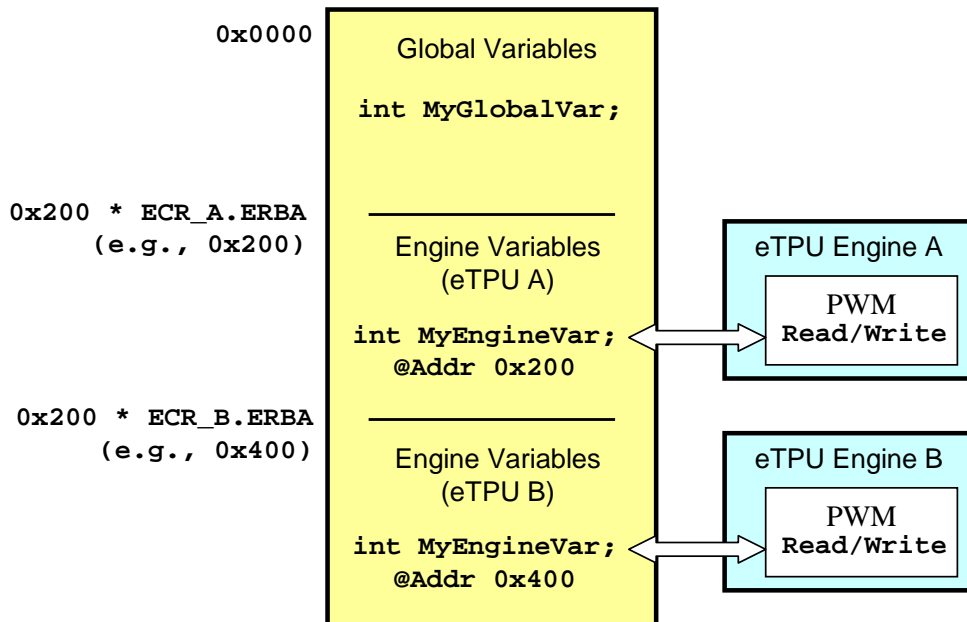 0x0000
Global Variables
int MyGlobalVar;
0x200 * ECR_A.ERBA
(e.g., 0x200)
Engine Variables
(eTPU A)
int MyEngineVar;
@Addr 0x200
eTPU Engine A
PWM
Read/Write
0x200 * ECR_B.ERBA
(e.g., 0x400)
Engine Variables
(eTPU B)
int MyEngineVar;
@Addr 0x400
eTPU Engine B
PWM
Read/Write